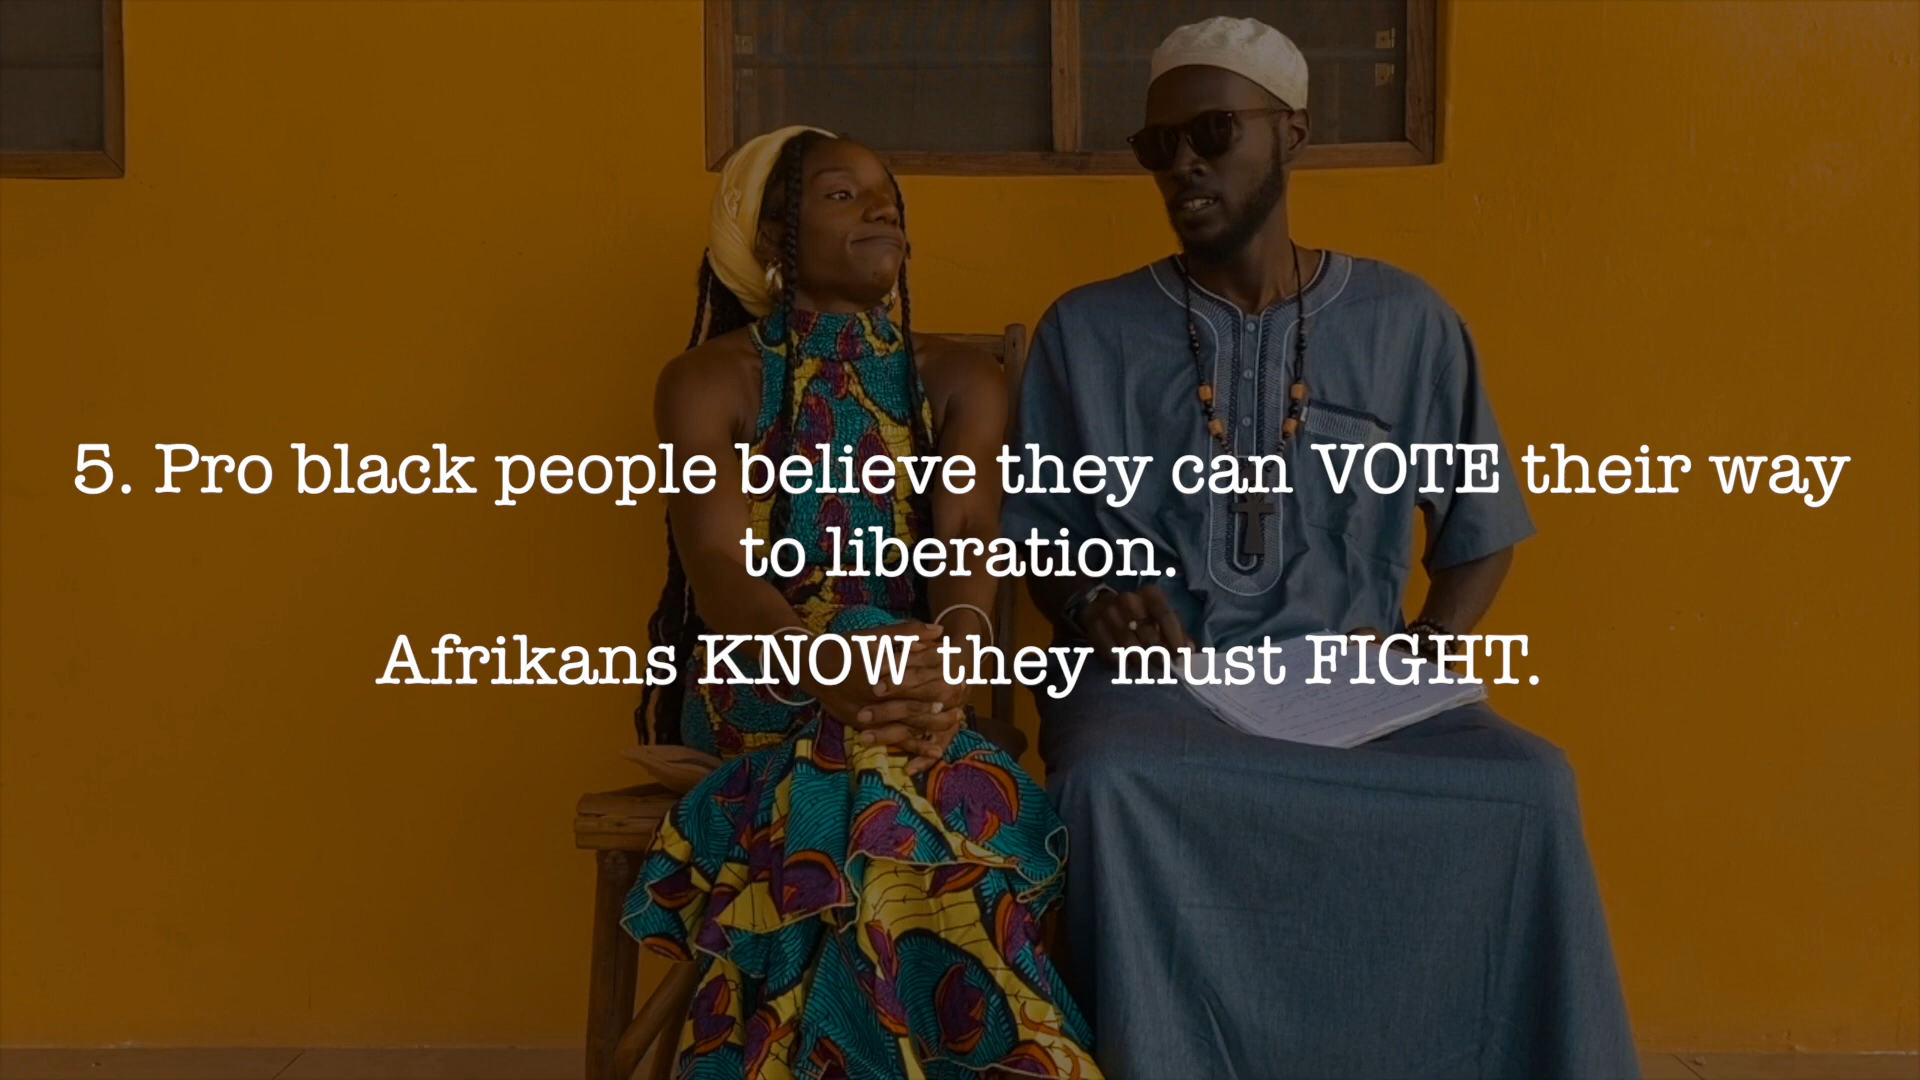 5. Pro black people believe they can VOTE their way
to liberation.
Afrikans KNOW they must FIGHT.